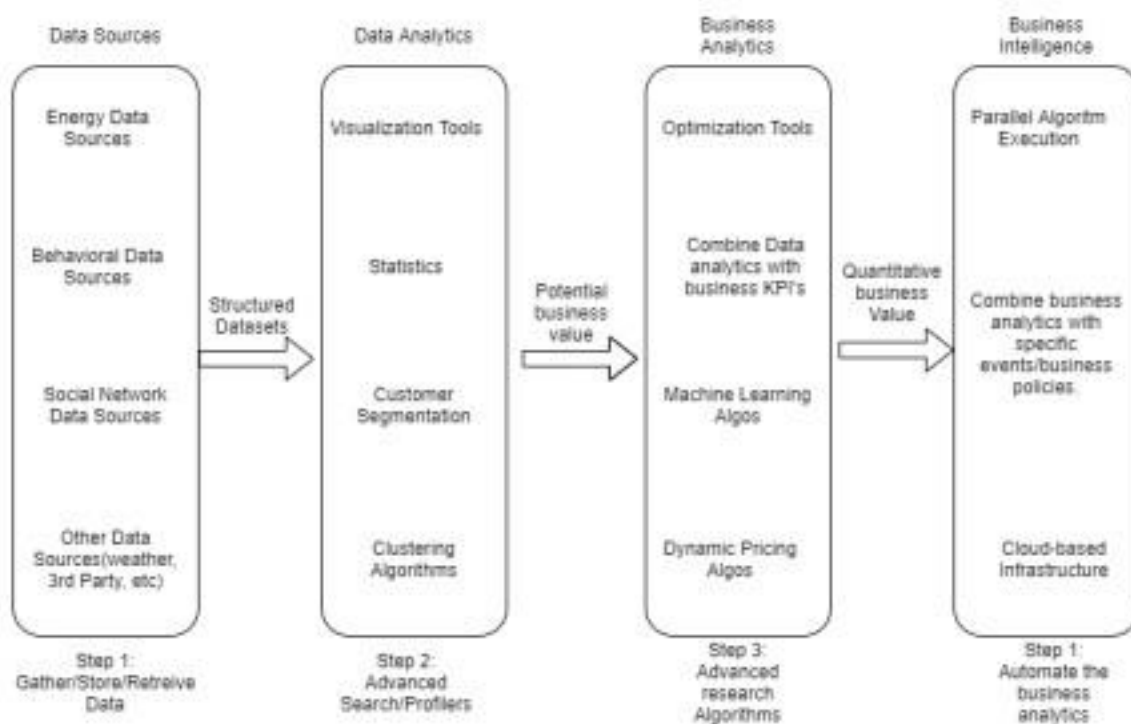 Data Sources
Energy Data
Sources
Behavioral Data
Sources
Social Network
Data Sources
Other Data
Sources(weather,
3rd Party, etc)
Step 1:
Gather/Store/Retreive
Data
Structured
Datasets
Data Analytics
Visualization Tools
Statistics
Customer
Segmentation
Clustering
Algorithms
Step 2:
Advanced
Search/Profilers
Potential
business
value
Business
Analytics
Optimization Tools
Combine Data
analytics with
business KPI's
Machine Learning
Algos
Dynamic Pricing
Algos
Step 3:
Advanced
research
Algorithms
Quantitative
business
Value
Business
Intelligence
Parallel Algoritm
Execution
Combine business
analytics with
specific
events/business
policies
Cloud-based
Infrastructure
Step 1:
Automate the
business
analytics